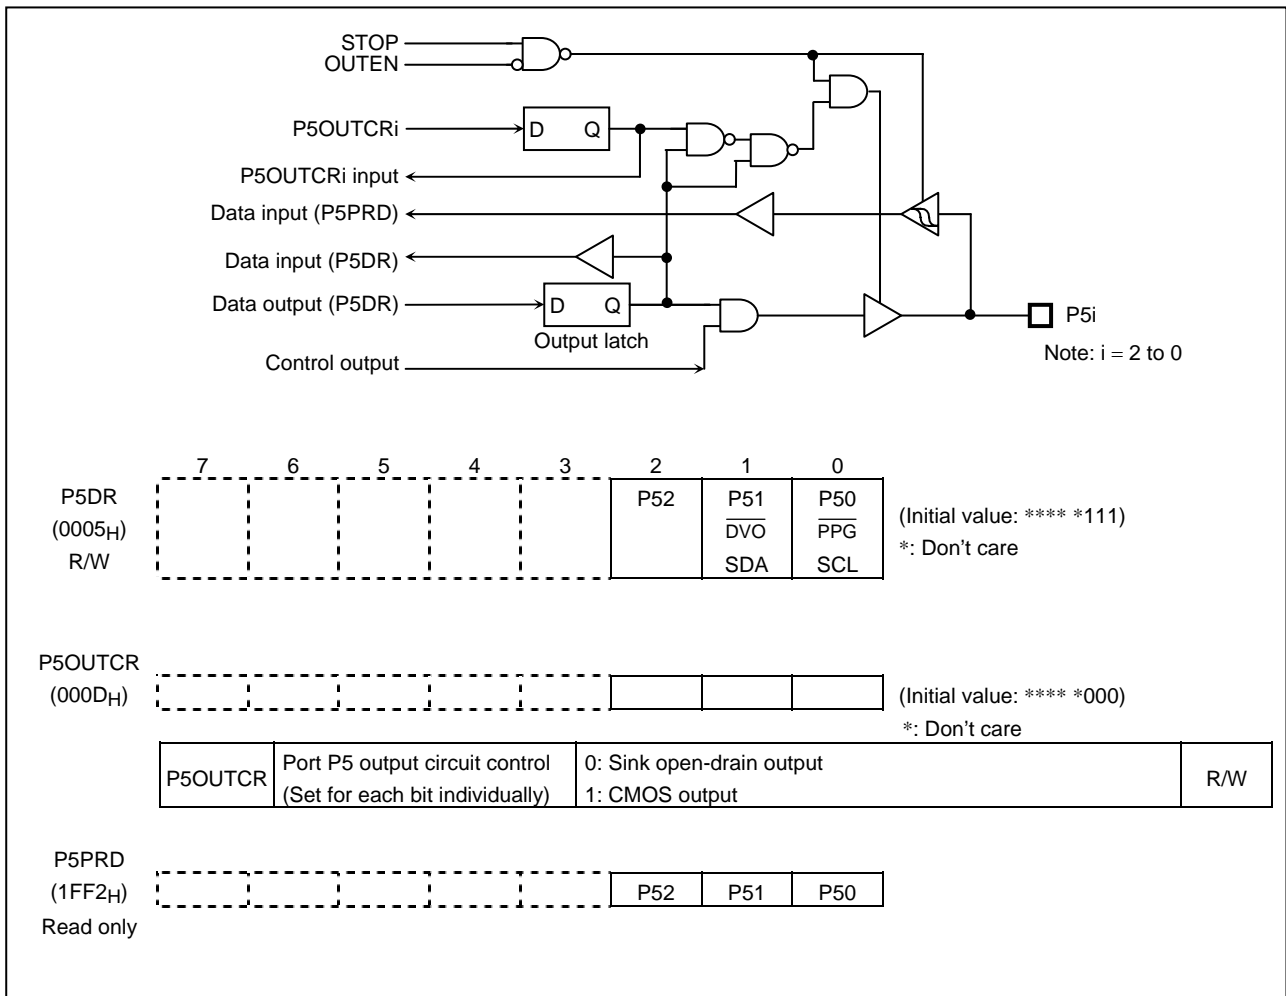 STOP
OUTEN
P5OUTCRi
D Q
P5OUTCRi input
Data input (P5PRD)
Data input (P5DR)
Data output (P5DR)
D Q
Output latch
Control output
P5i
Note: i = 2 to 0
7 6 5 4 3 2 1 0
P5DR
(0005H)
R/W
P52 P51 P50
DVO PPG
SDA SCL
(Initial value: **** *111)
*: Don't care
P5OUTCR
(000DH)
(Initial value: **** *000)
*: Don't care
P5OUTCR
Port P5 output circuit control
(Set for each bit individually)
0: Sink open-drain output
1: CMOS output
R/W
P5PRD
(1FF2H)
Read only
P52 P51 P50